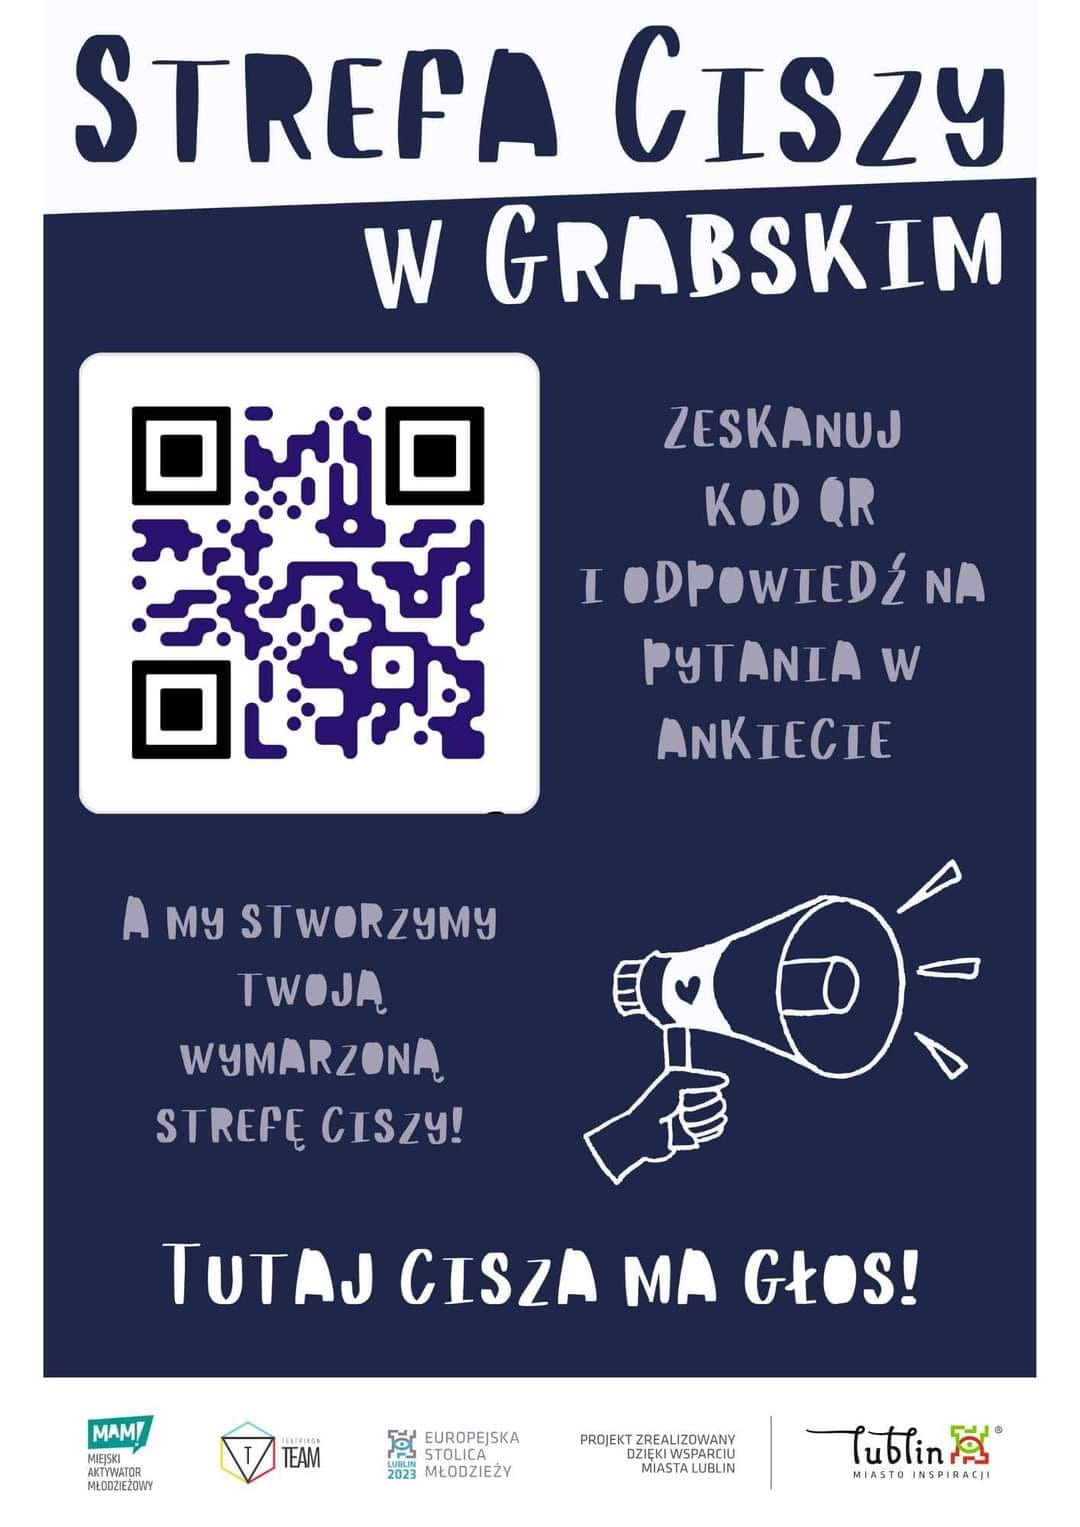 STREFA CISZY
W GRABSKIM
ZESKANUJ
KOD QR
I ODPOWIEDŹ NA
PYTANIA W
ANKIECIE
A MY STWORZYMY
TWOJĄ
WYMARZONĄ
STREFĘ CISZY!
TUTAJ CISZA MA GŁOS!
MAM!
MIEJSKI
AKTYWATOR
MŁODZIEŻOWY
T
TEATRIKON
TEAM
LUBLIN
2023
EUROPEJSKA
STOLICA
MŁODZIEŻY
PROJEKT ZREALIZOWANY
DZIĘKI WSPARCIU
MIASTA LUBLIN
Lublin ®
MIASTO INSPIRACJI